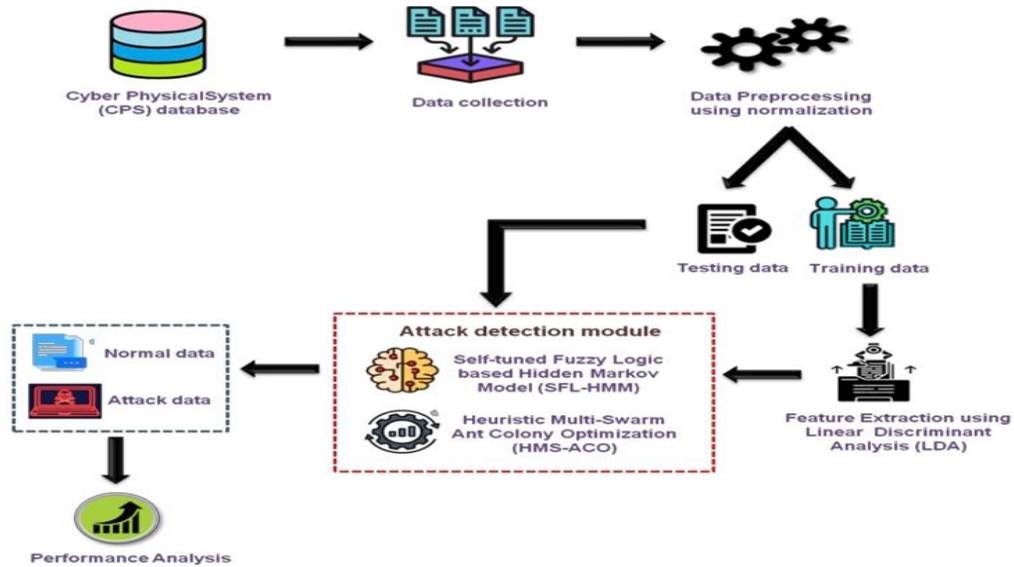 Cyber PhysicalSystem
(CPS) database
Data collection
Data Preprocessing
using normalization
Testing data
Training data
Attack detection module
Self-tuned Fuzzy Logic
based Hidden Markov
Model (SFL-HMM)
Heuristic Multi-Swarm
Ant Colony Optimization
(HMS-ACO)
Feature Extraction using
Linear Discriminant
Analysis (LDA)
Normal data
Attack data
Performance Analysis